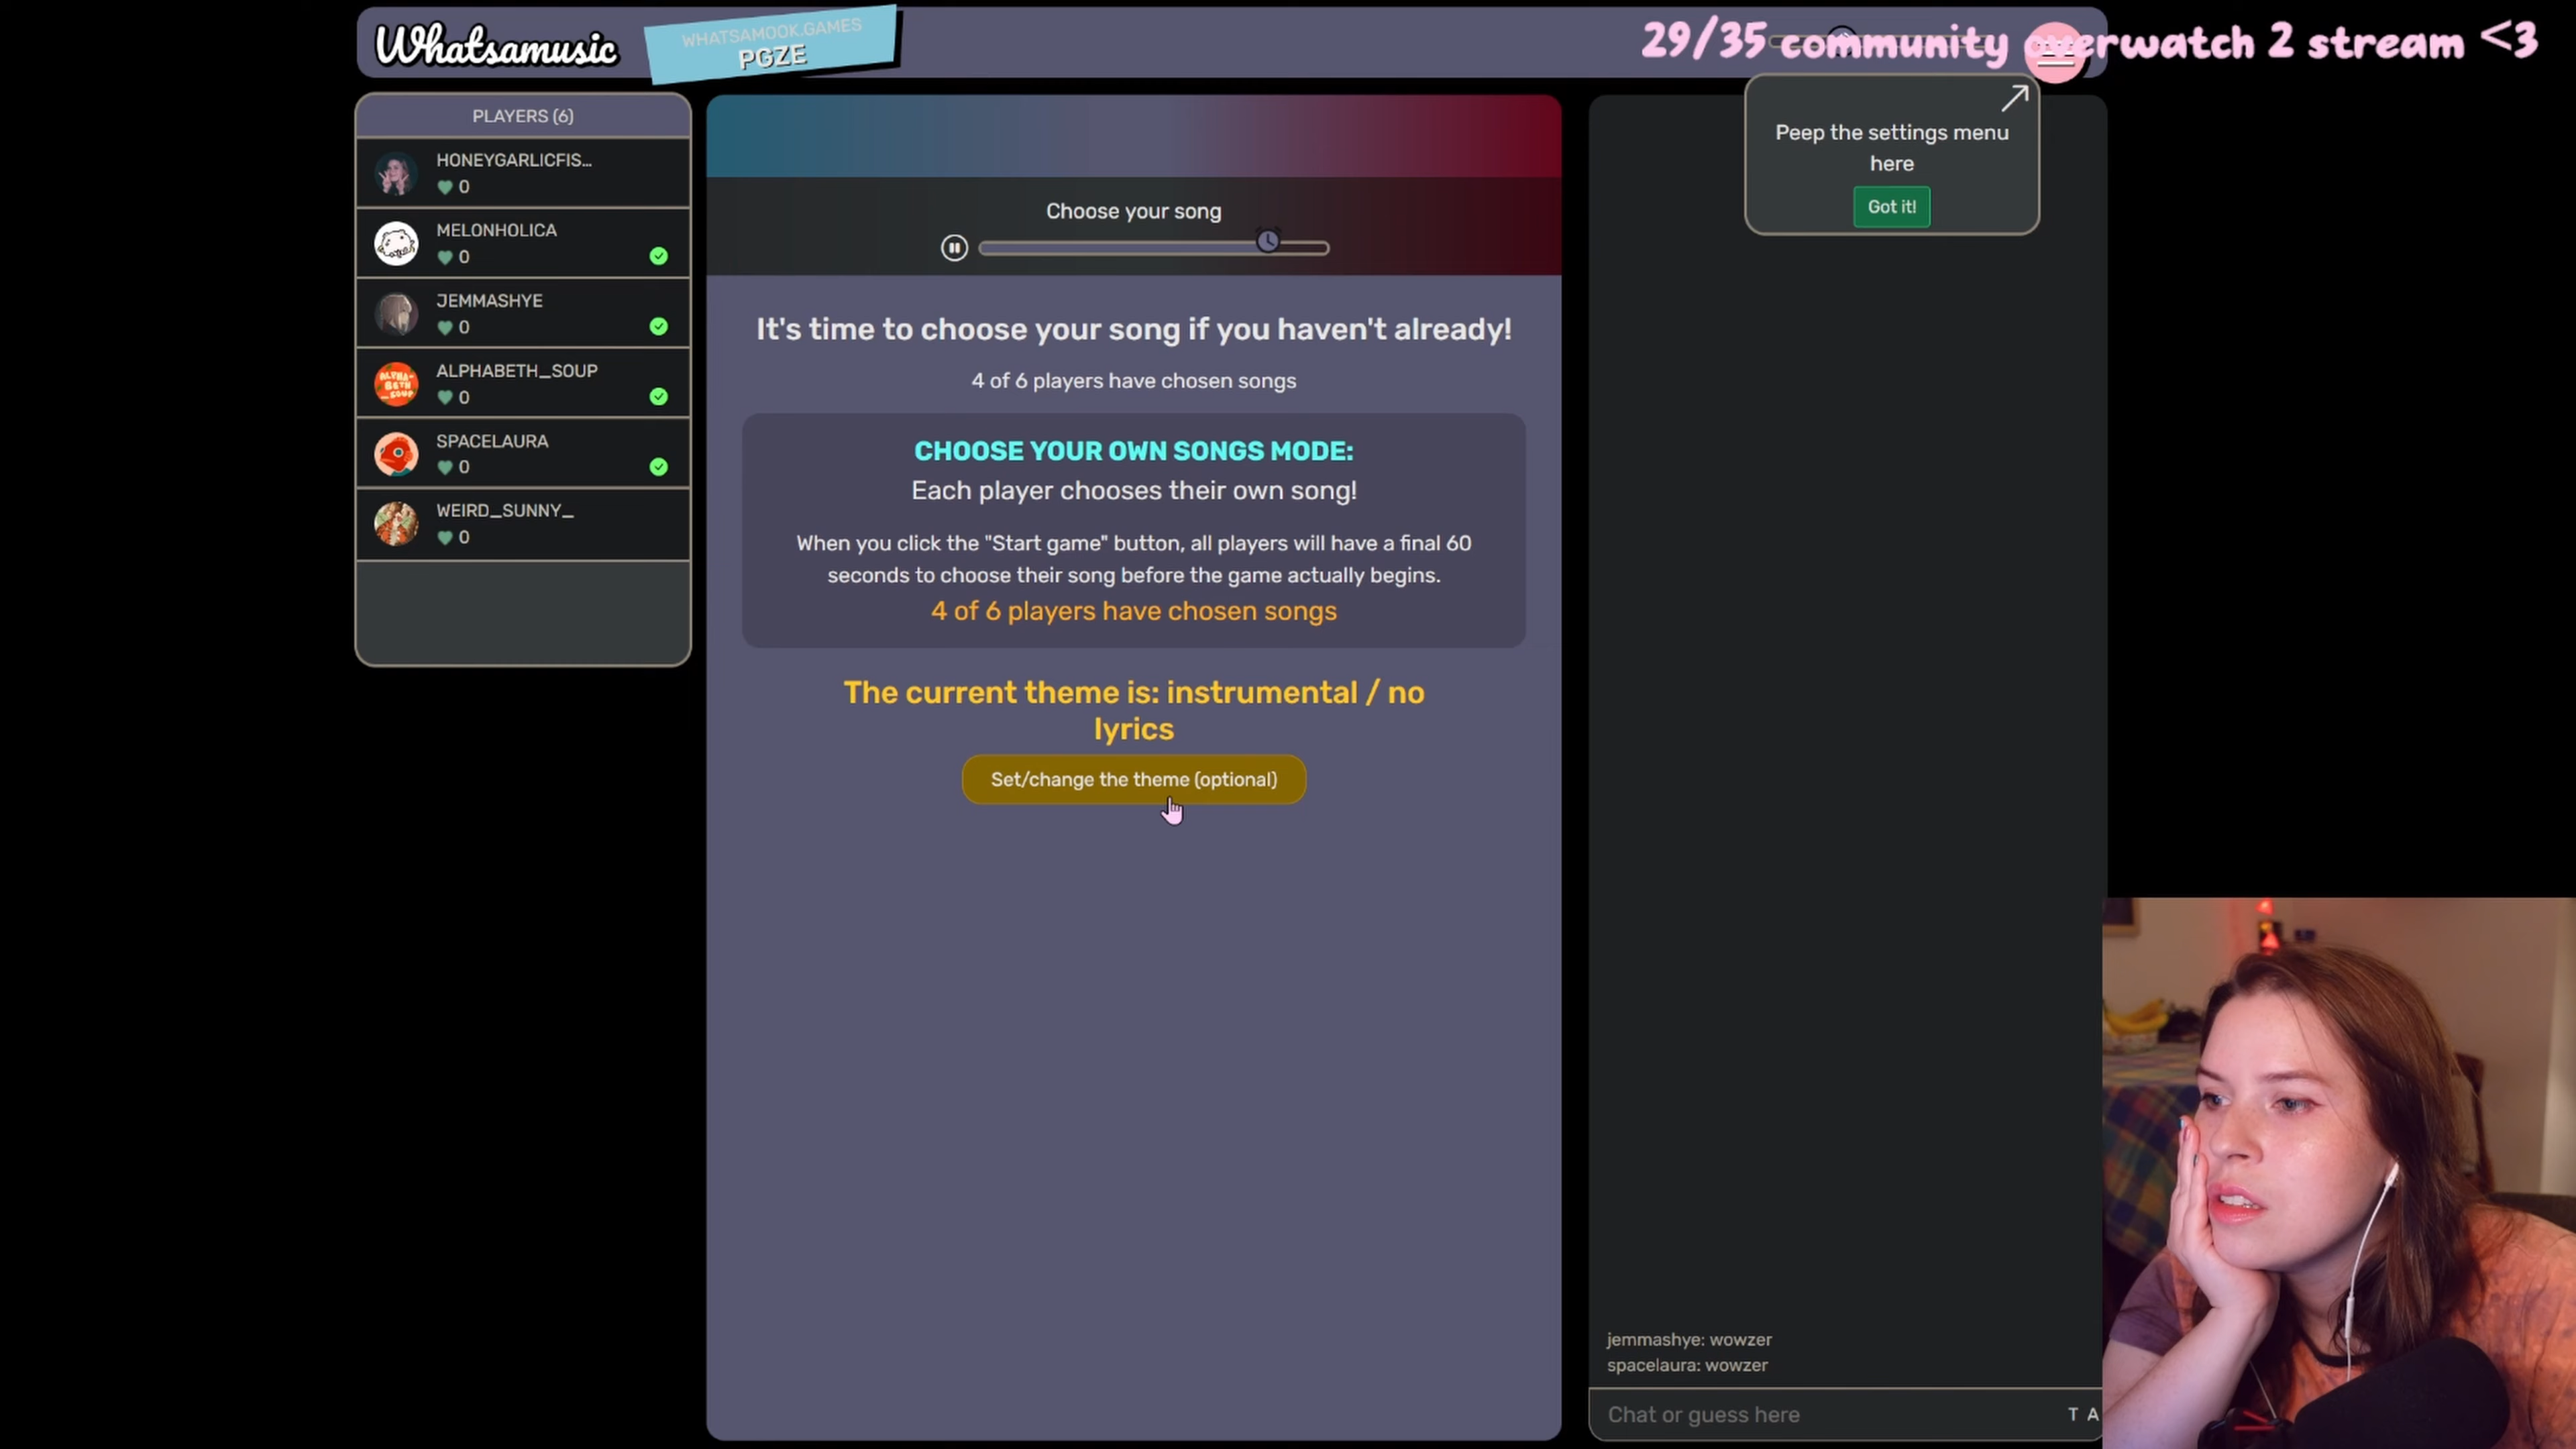 Whatsamusic
WHATSAMOOK.GAMES
PGZE
29/35 community overwatch 2 stream <3
PLAYERS (6)
HONEYGARLICFIS...
0
MELONHOLICA
0
JEMMASHYE
0
ALPHABETH_SOUP
0
SPACELAURA
0
WEIRD_SUNNY_
0
ALPHA-
BETH
SOUP
Choose your song
It's time to choose your song if you haven't already!
4 of 6 players have chosen songs
CHOOSE YOUR OWN SONGS MODE:
Each player chooses their own song!
When you click the "Start game" button, all players will have a final 60
seconds to choose their song before the game actually begins.
4 of 6 players have chosen songs
The current theme is: instrumental / no
lyrics
Set/change the theme (optional)
Peep the settings menu
here
Got it!
jemmashye: wowzer
spacelaura: wowzer
Chat or guess here
T A